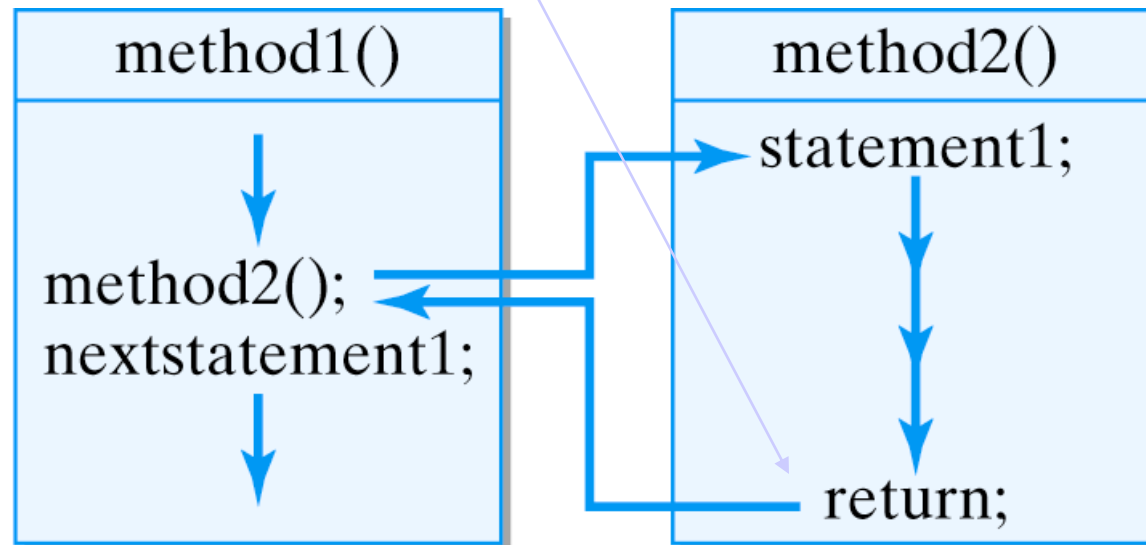 method1()
method2();
nextstatement1;
method2()
statement1;
return;